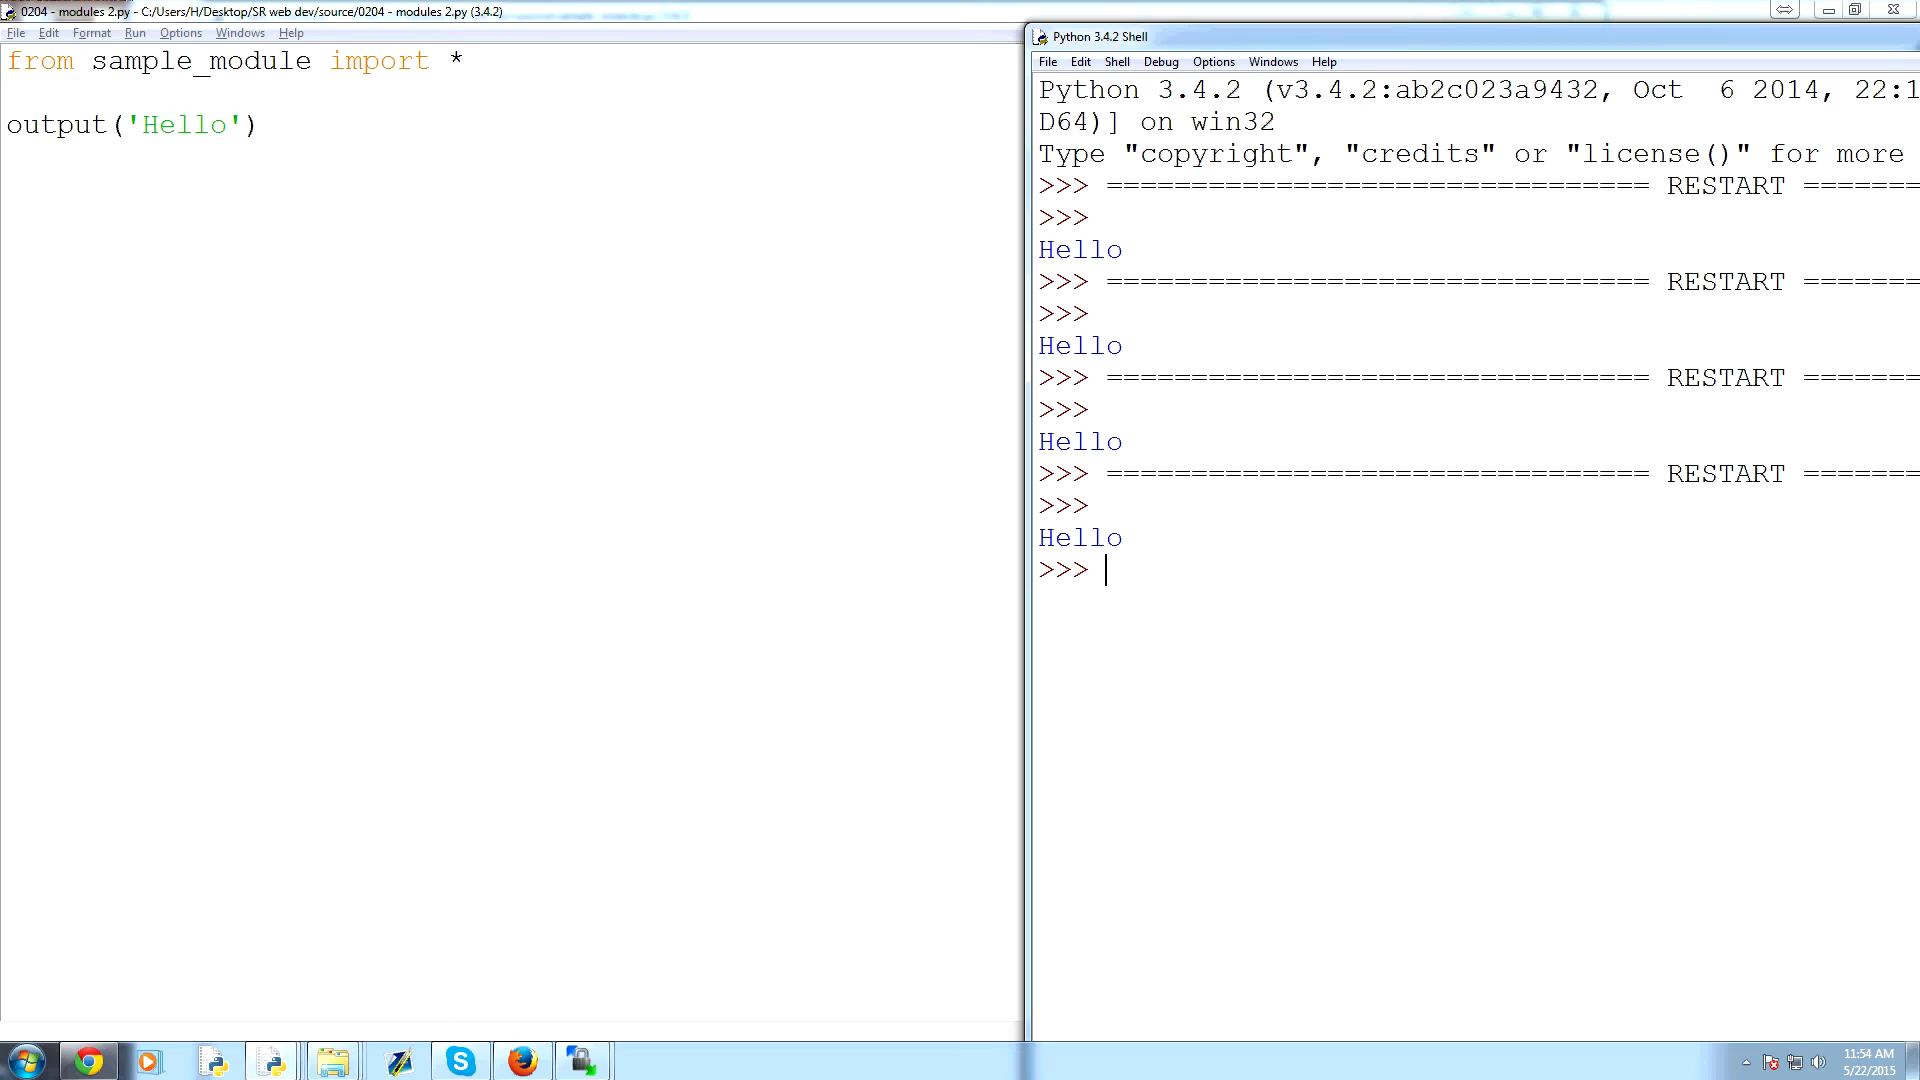 0204 - modules 2.py - C:/Users/H/Desktop/SR web dev/source/0204 - modules 2.py (3.4.2)
File Edit Format Run Options Windows Help
from sample_module import *
output('Hello')
Python 3.4.2 Shell
File Edit Shell Debug Options Windows Help
Python 3.4.2 (v3.4.2:ab2c023a9432, Oct  6 2014, 22:1
D64)] on win32
Type "copyright", "credits" or "license()" for more
>>> ================================ RESTART =======
>>>
Hello
>>> ================================ RESTART =======
>>>
Hello
>>> ================================ RESTART =======
>>>
Hello
>>> ================================ RESTART =======
>>>
Hello
>>>
11:54 AM
5/22/2015